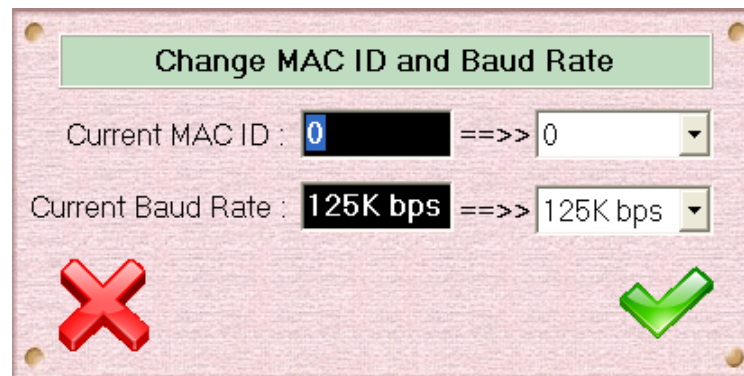 Change MAC ID and Baud Rate
Current MAC ID : 0 ==>> 0
Current Baud Rate : 125K bps ==>> 125K bps